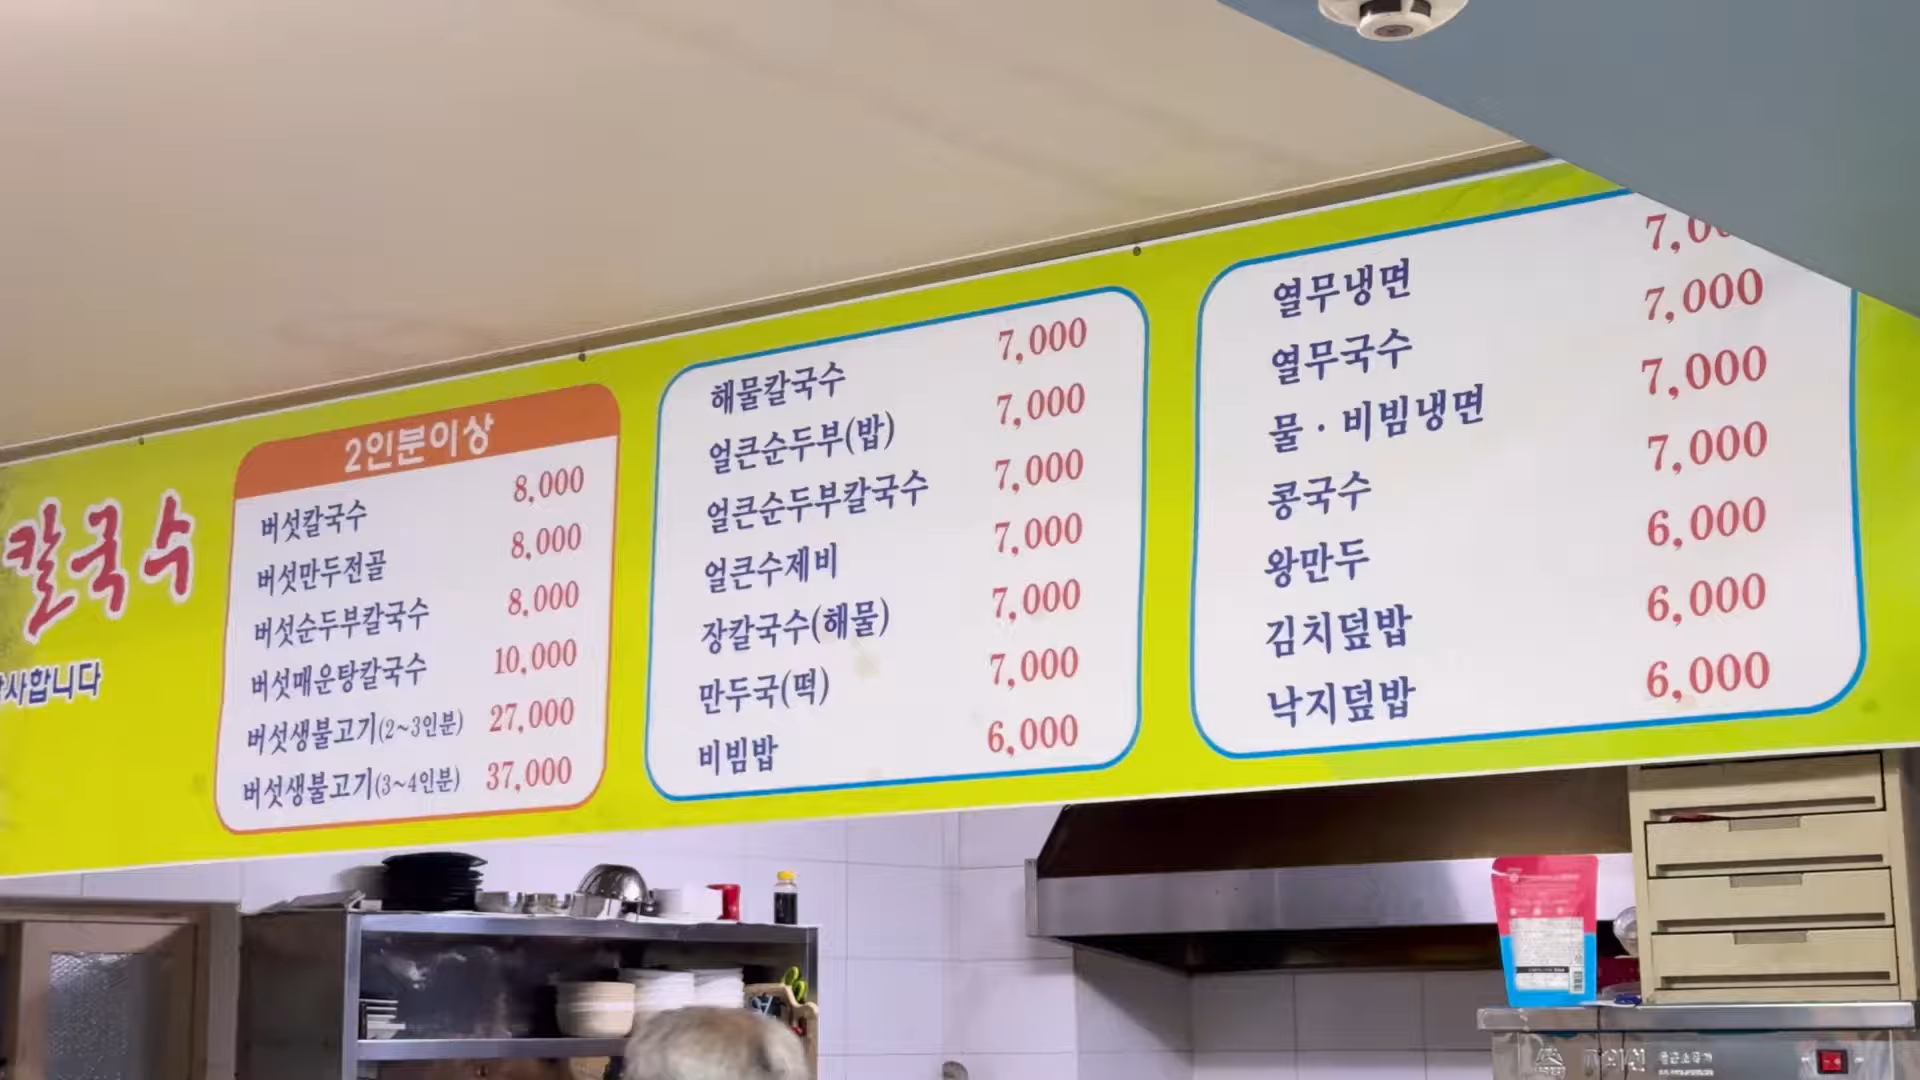 칼국수
사합니다
2인분이상
버섯칼국수 8,000
버섯만두전골 8,000
버섯순두부칼국수 8,000
버섯매운탕칼국수 10,000
버섯생불고기(2~3인분) 27,000
버섯생불고기(3~4인분) 37,000
해물칼국수 7,000
얼큰순두부(밥) 7,000
얼큰순두부칼국수 7,000
얼큰수제비 7,000
장칼국수(해물) 7,000
만두국(떡) 7,000
비빔밥 6,000
열무냉면 7,00
열무국수 7,000
물·비빔냉면 7,000
콩국수 7,000
왕만두 6,000
김치덮밥 6,000
낙지덮밥 6,000